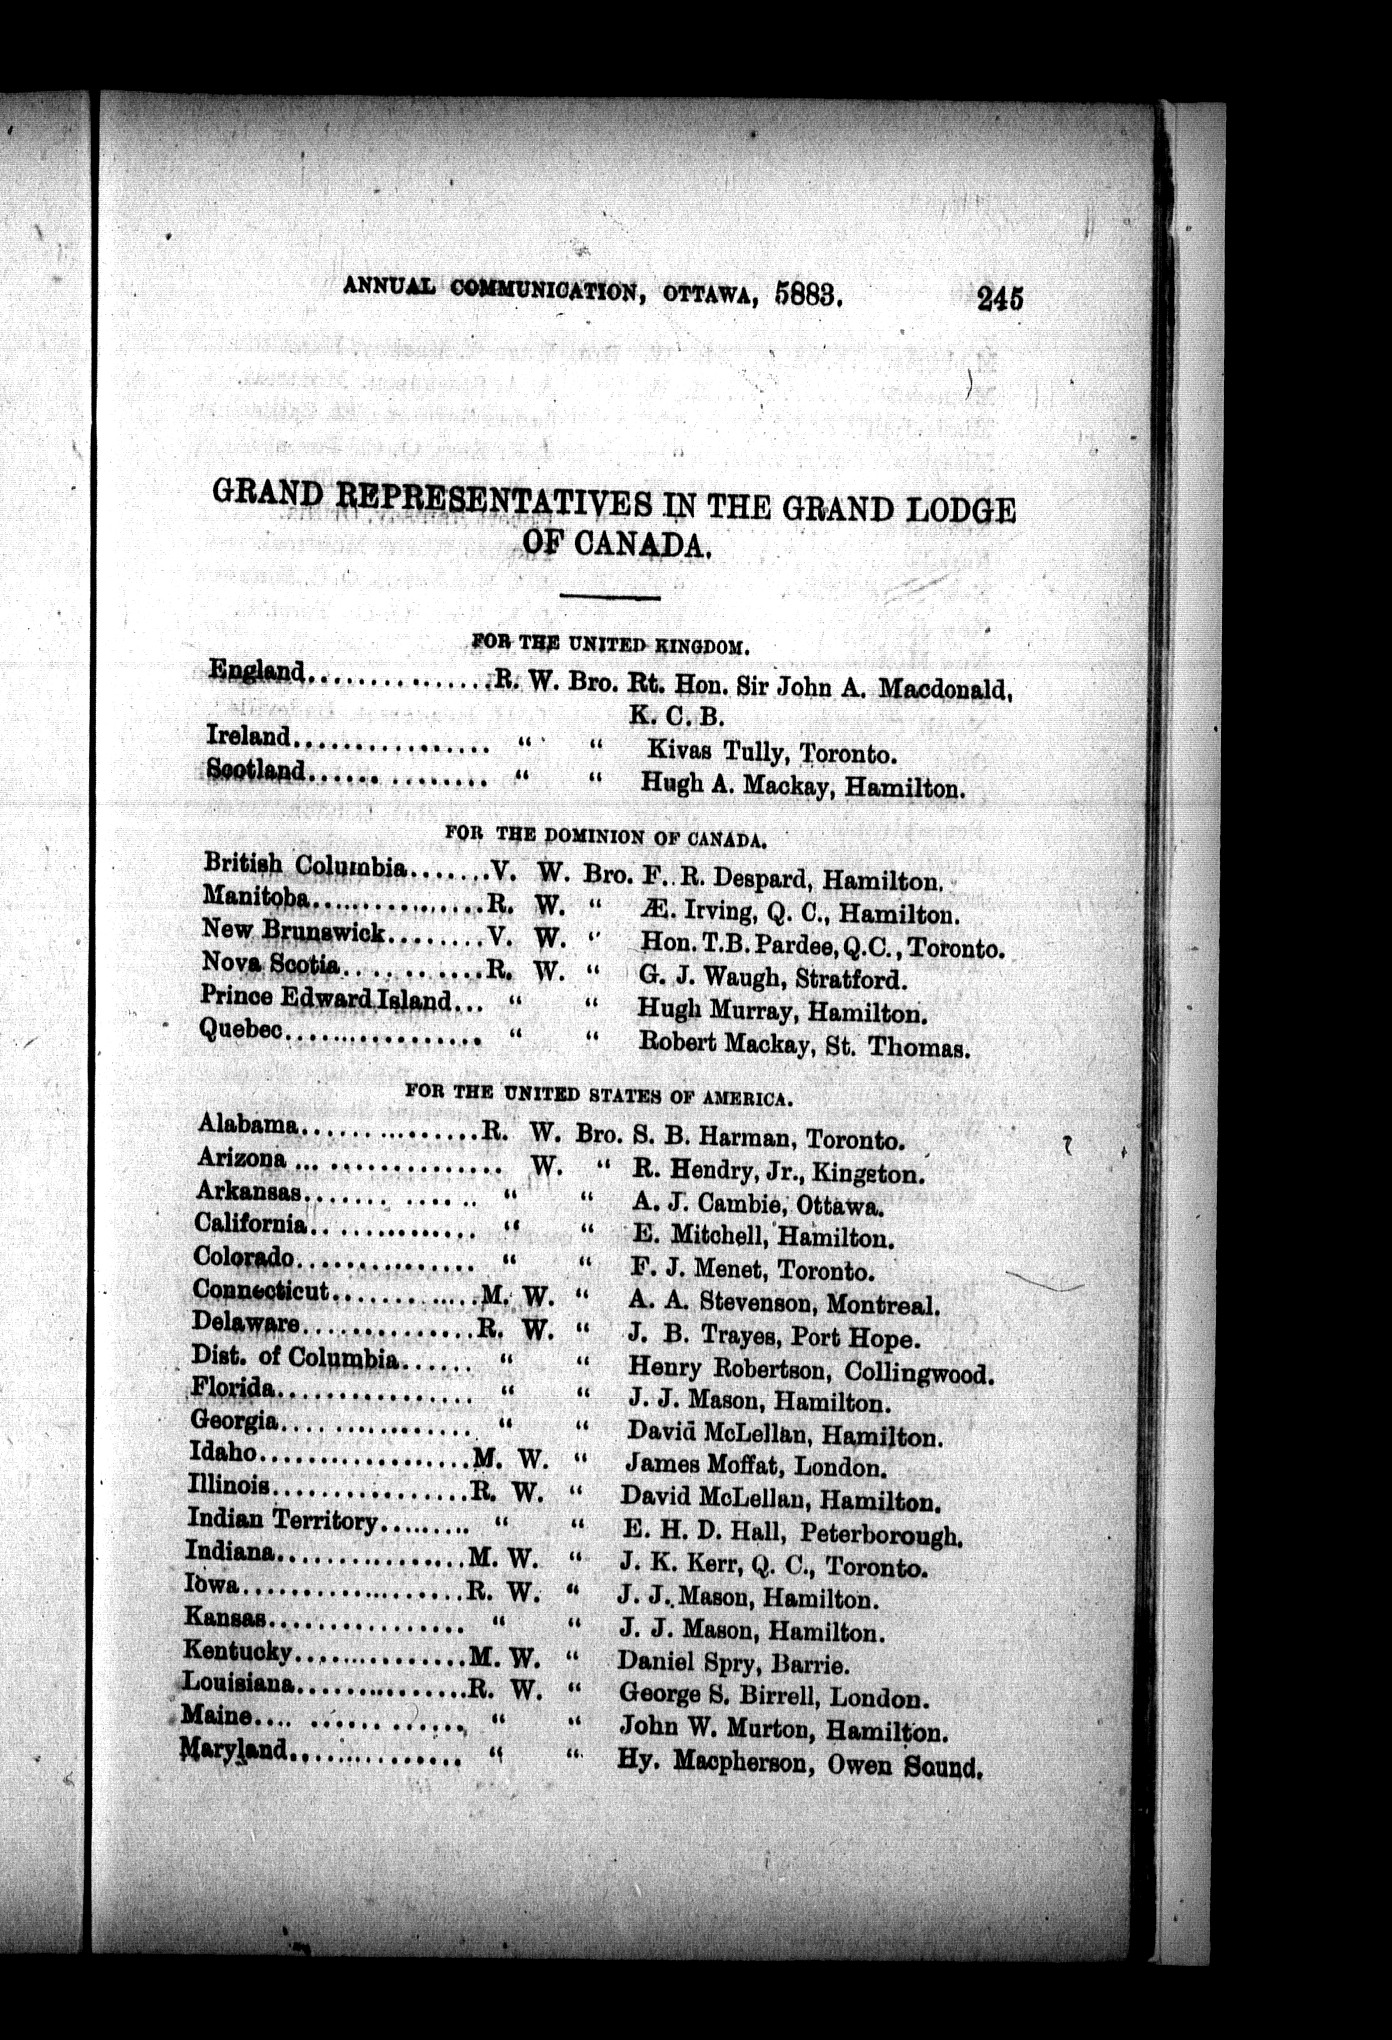 ANNUAL COMMUNICATION, OTTAWA, 5883. 245
GRAND REPRESENTATIVES IN THE GRAND LODGE
OF CANADA.
FOR THE UNITED KINGDOM.
England...............R. W. Bro. Rt. Hon. Sir John A. Macdonald,
K. C. B.
Ireland................ “ “ Kivas Tully, Toronto.
Scotland...... ........ “ “ Hugh A. Mackay, Hamilton.
FOR THE DOMINION OF CANADA.
British Columbia.......V. W. Bro. F. R. Despard, Hamilton.
Manitoba...............R. W. “ Æ. Irving, Q. C., Hamilton.
New Brunswick........V. W. “ Hon. T.B. Pardee, Q.C., Toronto.
Nova Scotia............R. W. “ G. J. Waugh, Stratford.
Prince Edward Island... “ “ Hugh Murray, Hamilton.
Quebec................. “ “ Robert Mackay, St. Thomas.
FOR THE UNITED STATES OF AMERICA.
Alabama...............R. W. Bro. S. B. Harman, Toronto.
Arizona ... .............. W. “ R. Hendry, Jr., Kingston.
Arkansas....... ...... “ “ A. J. Cambie, Ottawa.
California.. ............ “ “ E. Mitchell, Hamilton.
Colorado............... “ “ F. J. Menet, Toronto.
Connecticut.............M. W. “ A. A. Stevenson, Montreal.
Delaware..............R. W. “ J. B. Trayes, Port Hope.
Dist. of Columbia...... “ “ Henry Robertson, Collingwood.
Florida................ “ “ J. J. Mason, Hamilton.
Georgia.... ............ “ “ David McLellan, Hamilton.
Idaho..................M. W. “ James Moffat, London.
Illinois................R. W. “ David McLellan, Hamilton.
Indian Territory......... “ “ E. H. D. Hall, Peterborough.
Indiana................M. W. “ J. K. Kerr, Q. C., Toronto.
Iowa...................R. W. “ J. J. Mason, Hamilton.
Kansas................ “ “ J. J. Mason, Hamilton.
Kentucky...............M. W. “ Daniel Spry, Barrie.
Louisiana...............R. W. “ George S. Birrell, London.
Maine.... ...... ...... “ “ John W. Murton, Hamilton.
Maryland............... “ “ Hy. Macpherson, Owen Sound.